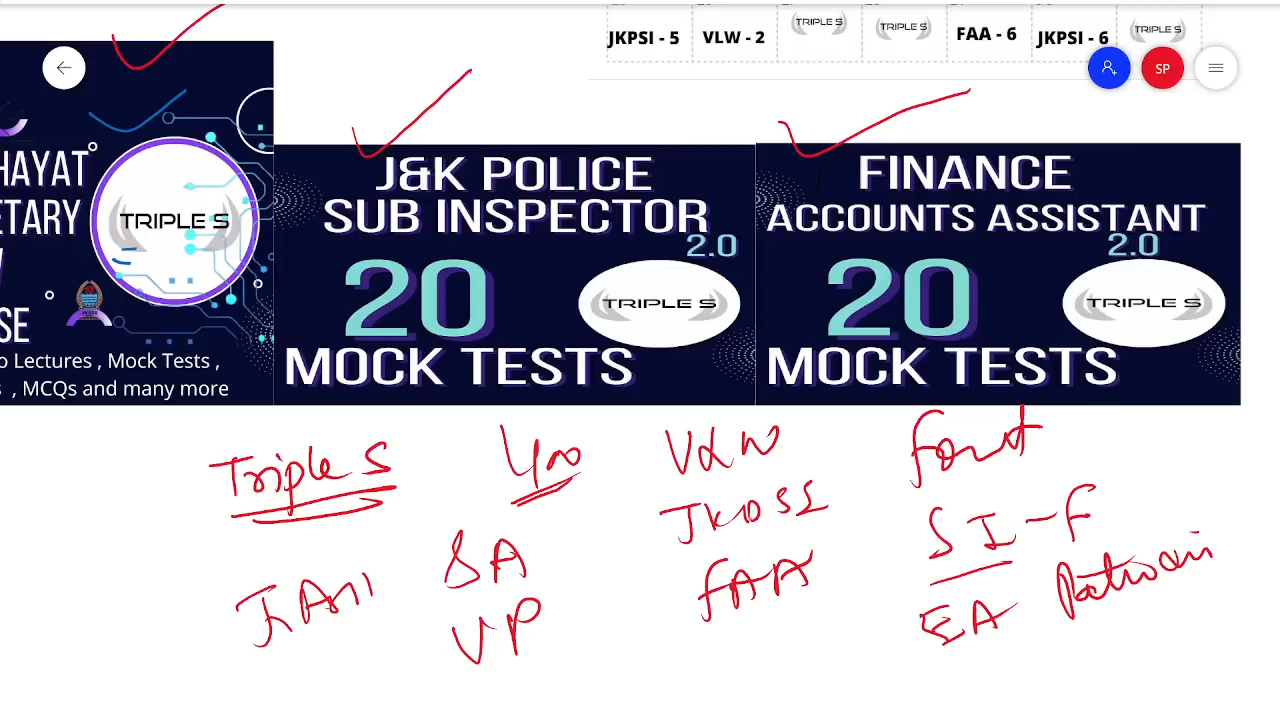 JKPSI - 5
VLW - 2
TRIPLE S
TRIPLE S
FAA - 6
JKPSI - 6
TRIPLE S
SP
HAYAT
ETARY
SE
o Lectures , Mock Tests ,
s , MCQs and many more
TRIPLE S
J&K POLICE
SUB INSPECTOR
2.0
20
TRIPLE S
MOCK TESTS
FINANCE
ACCOUNTS ASSISTANT
2.0
20
TRIPLE S
MOCK TESTS
Triple S
VLW
SA
FAA
VP
SI - F
EA